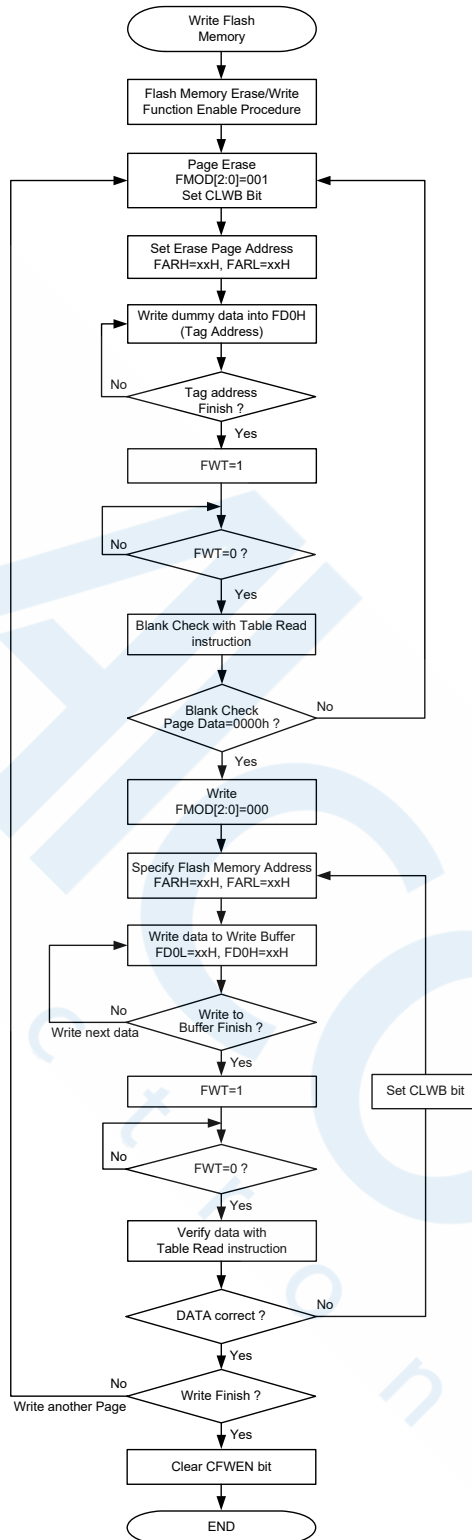 Write Flash
Memory
Flash Memory Erase/Write
Function Enable Procedure
Page Erase
FMOD[2:0]=001
Set CLWB Bit
Set Erase Page Address
FARH=xxH, FARL=xxH
Write dummy data into FD0H
(Tag Address)
No
Tag address
Finish ?
Yes
FWT=1
No
FWT=0 ?
Yes
Blank Check with Table Read
instruction
No
Blank Check
Page Data=0000h ?
Yes
Write
FMOD[2:0]=000
Specify Flash Memory Address
FARH=xxH, FARL=xxH
Write data to Write Buffer
FD0L=xxH, FD0H=xxH
No
Write next data
Write to
Buffer Finish ?
Yes
FWT=1
Set CLWB bit
No
FWT=0 ?
Yes
Verify data with
Table Read instruction
DATA correct ?
No
Yes
No
Write another Page
Write Finish ?
Yes
Clear CFWEN bit
END